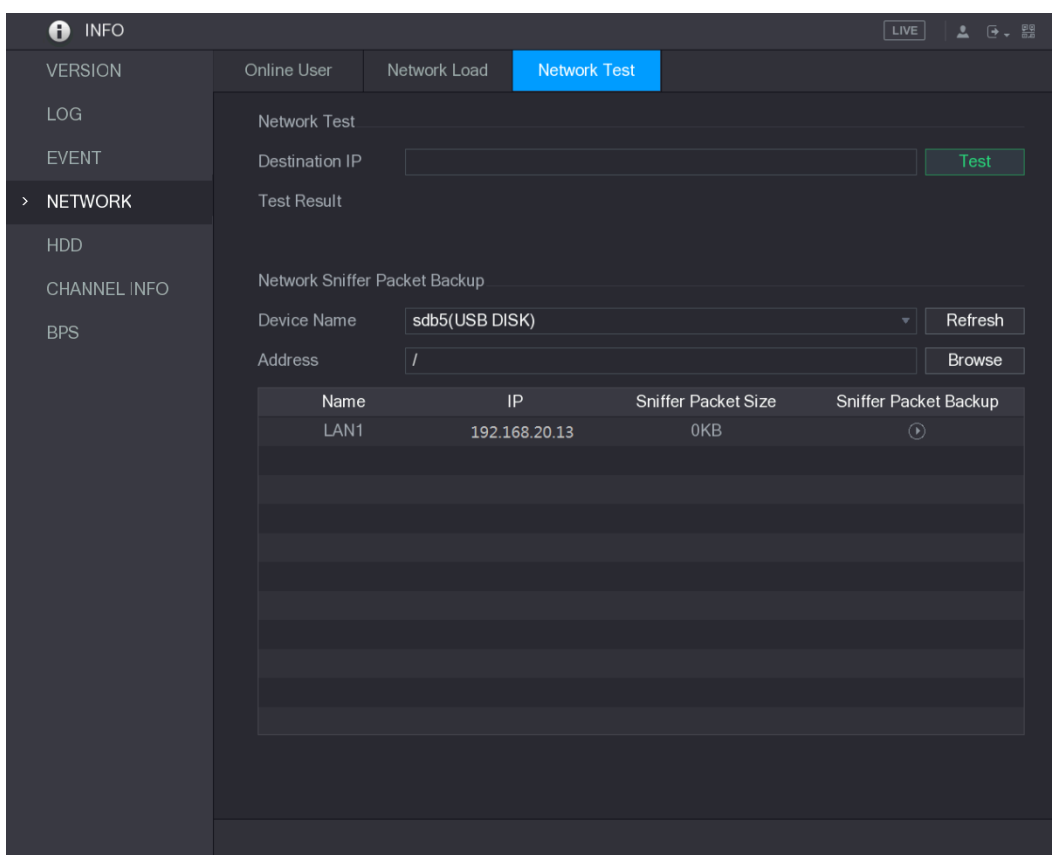 INFO LIVE
VERSION
LOG
EVENT
NETWORK
HDD
CHANNEL INFO
BPS
Online User Network Load Network Test
Network Test
Destination IP Test
Test Result
Network Sniffer Packet Backup
Device Name sdb5(USB DISK) Refresh
Address / Browse
Name IP Sniffer Packet Size Sniffer Packet Backup
LAN1 192.168.20.13 0KB